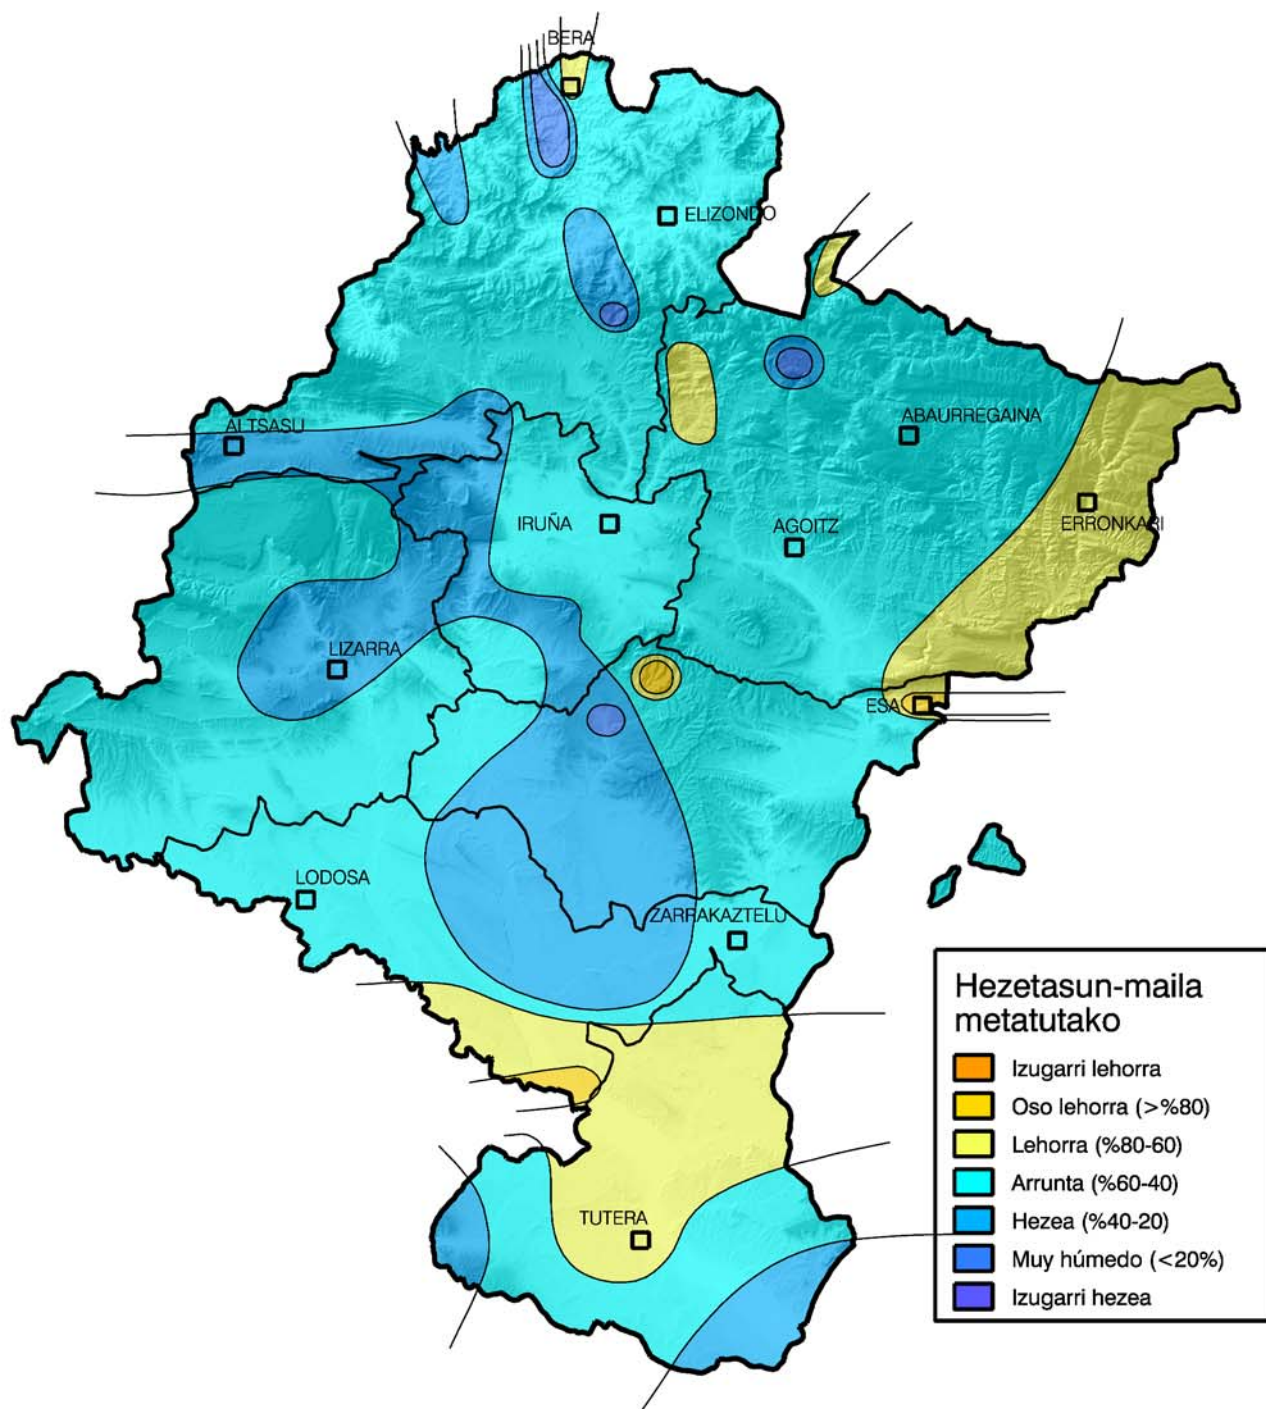 BERA
ELIZONDO
ALTSASU
ABAURREGAINA
IRUÑA
AGOITZ
ERRONKARI
LIZARRA
ESA
LODOSA
ZARRAKAZTELU
TUTERA
Hezetasun-maila
metatutako
Izugarri lehorra
Oso lehorra (>%80)
Lehorra (%80-60)
Arrunta (%60-40)
Hezea (%40-20)
Muy húmedo (<20%)
Izugarri hezea